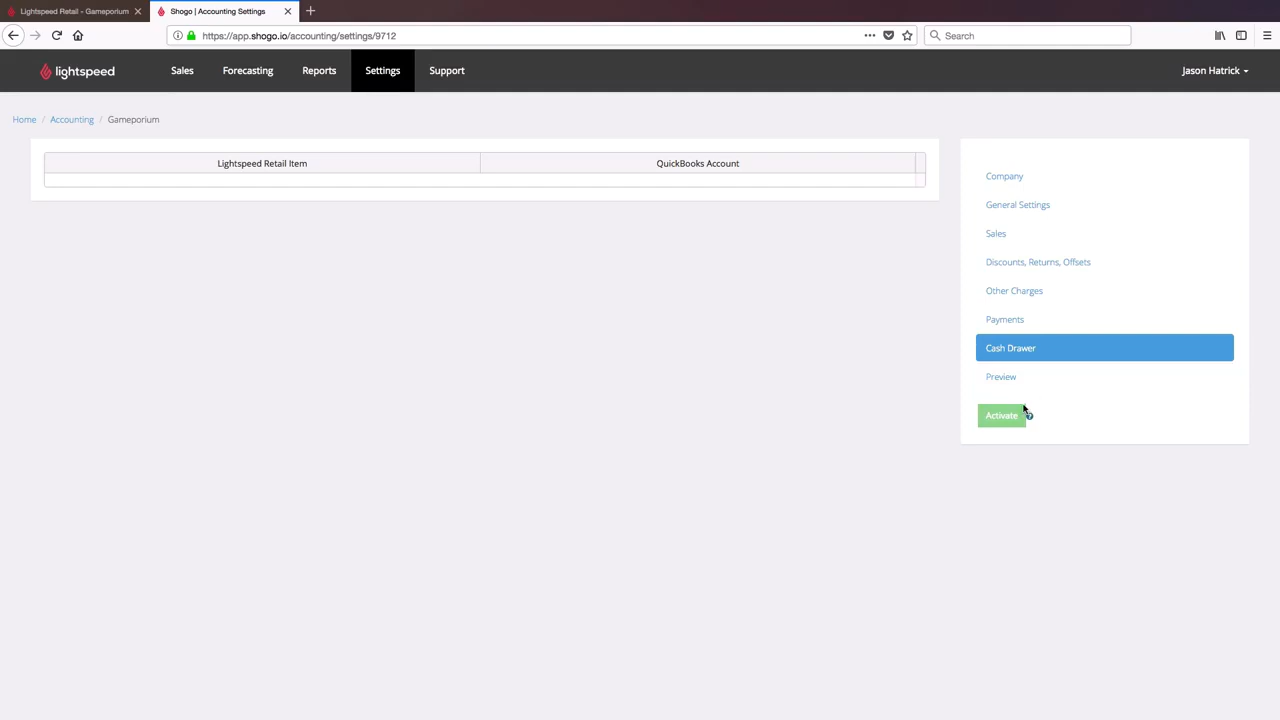 Lightspeed Retail - Gameporium
Shogo | Accounting Settings
https://app.shogo.io/accounting/settings/9712
Search
lightspeed
Sales
Forecasting
Reports
Settings
Support
Jason Hatrick
Home / Accounting / Gameporium
Lightspeed Retail Item
QuickBooks Account
Company
General Settings
Sales
Discounts, Returns, Offsets
Other Charges
Payments
Cash Drawer
Preview
Activate
?